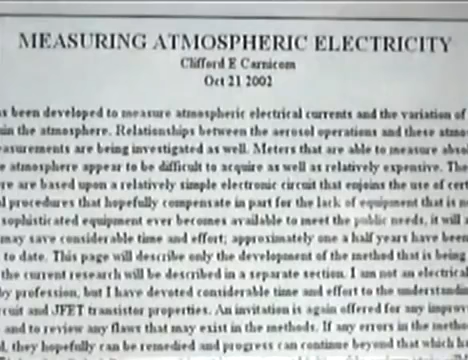 MEASURING ATMOSPHERIC ELECTRICITY
Clifford E Carnicom
Oct 21 2002
as been developed to measure atmospheric electrical currents and the variation of
in the atmosphere. Relationships between the aerosol operations and these atmo
easurements are being investigated as well. Meters that are able to measure abso
e atmosphere appear to be difficult to acquire as well as relatively expensive. The
re are based upon a relatively simple electronic circuit that enjoins the use of cert
l procedures that hopefully compensate in part for the lack of equipment that is n
sophisticated equipment ever becomes available to meet the public needs, it will a
may save considerable time and effort; approximately one a half years have been
to date. This page will describe only the development of the method that is being
the current research will be described in a separate section. I am not an electrical
by profession, but I have devoted considerable time and effort to the understandin
rcuit and JFET transistor properties. An invitation is again offered for any improv
and to review any flaws that may exist in the methods. If any errors in the metho
d, they hopefully can be remedied and progress can continue beyond that which h